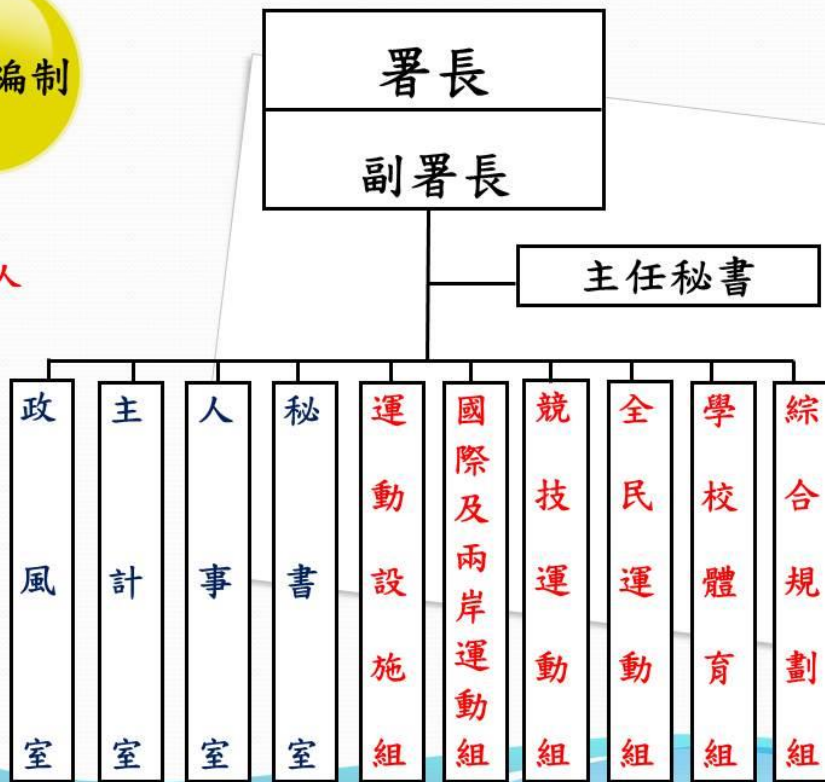 編制
人
署長
副署長
主任秘書
政風室
主計室
人事室
秘書室
運動設施組
國際及兩岸運動組
競技運動組
全民運動組
學校體育組
綜合規劃組